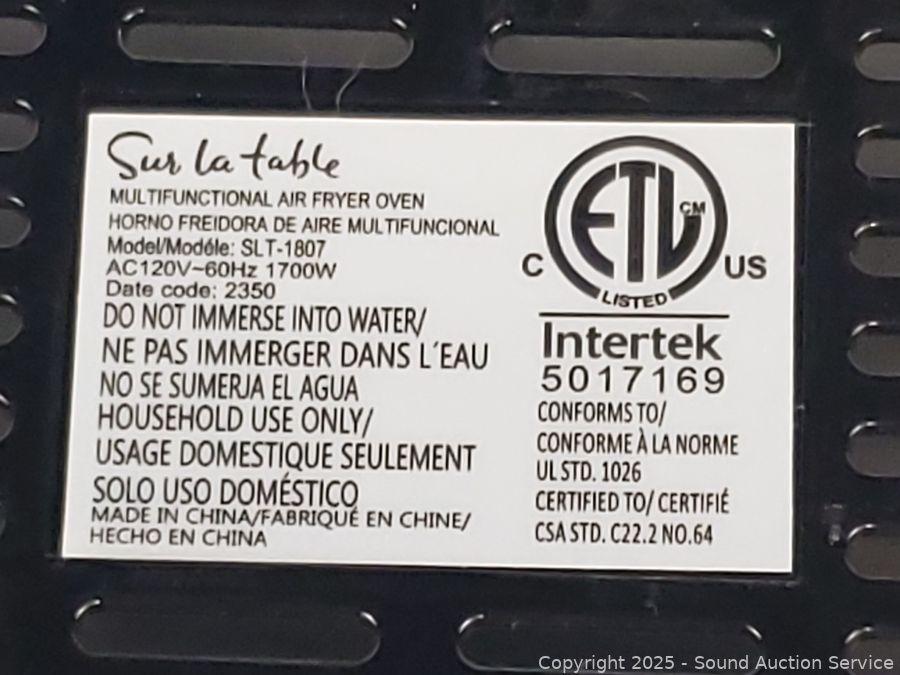 Sur la table
MULTIFUNCTIONAL AIR FRYER OVEN
HORNO FREIDORA DE AIRE MULTIFUNCIONAL
Model/Modéle: SLT-1807
AC120V~60Hz 1700W
Date code: 2350
DO NOT IMMERSE INTO WATER/
NE PAS IMMERGER DANS L´EAU
NO SE SUMERJA EL AGUA
HOUSEHOLD USE ONLY/
USAGE DOMESTIQUE SEULEMENT
SOLO USO DOMÉSTICO
MADE IN CHINA/FABRIQUÉ EN CHINE/
HECHO EN CHINA
ETL CM
C US
LISTED
Intertek
5017169
CONFORMS TO/
CONFORME À LA NORME
UL STD. 1026
CERTIFIED TO/ CERTIFIÉ
CSA STD. C22.2 NO.64
Copyright 2025 - Sound Auction Service